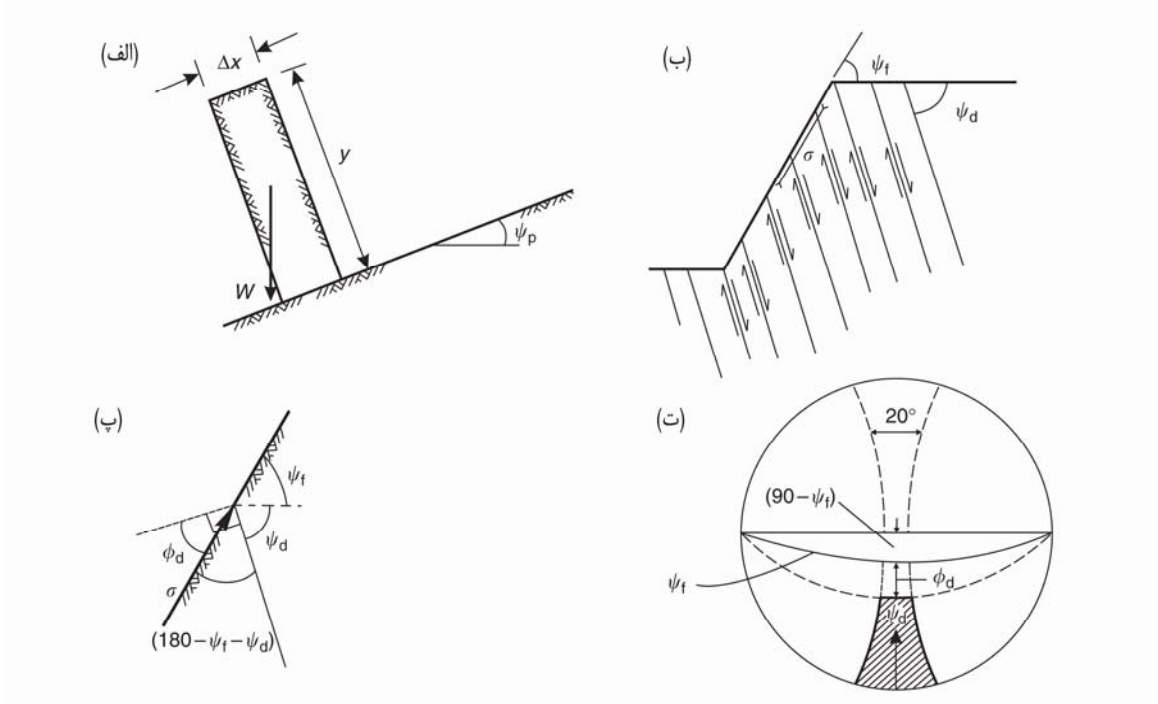 (الف)
Δx
y
ψp
W
(ب)
ψf
ψd
σ
(پ)
ψf
ϕd
ψd
σ
(180−ψf−ψd)
(ت)
20°
(90−ψf)
ψf
ϕd
ψd